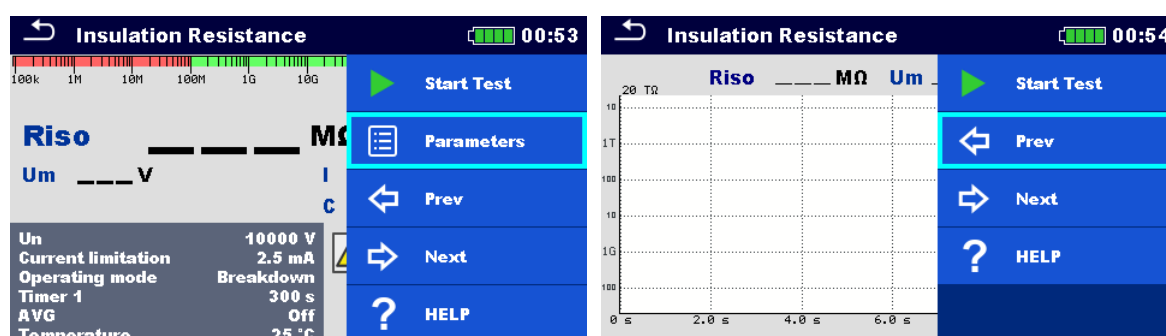 Insulation Resistance 00:53
100k 1M 10M 100M 1G 10G
Start Test
Riso ___ MΩ
Parameters
Um ___V I
Prev
C
Un 10000 V
Current limitation 2.5 mA
Next
Operating mode Breakdown
Timer 1 300 s
AVG Off
HELP
Temperature 25 °C
Insulation Resistance 00:54
Riso ___MΩ Um _
20 TΩ
Start Test
10
1T
Prev
100
Next
10
1G
HELP
100
0 s 2.0 s 4.0 s 6.0 s